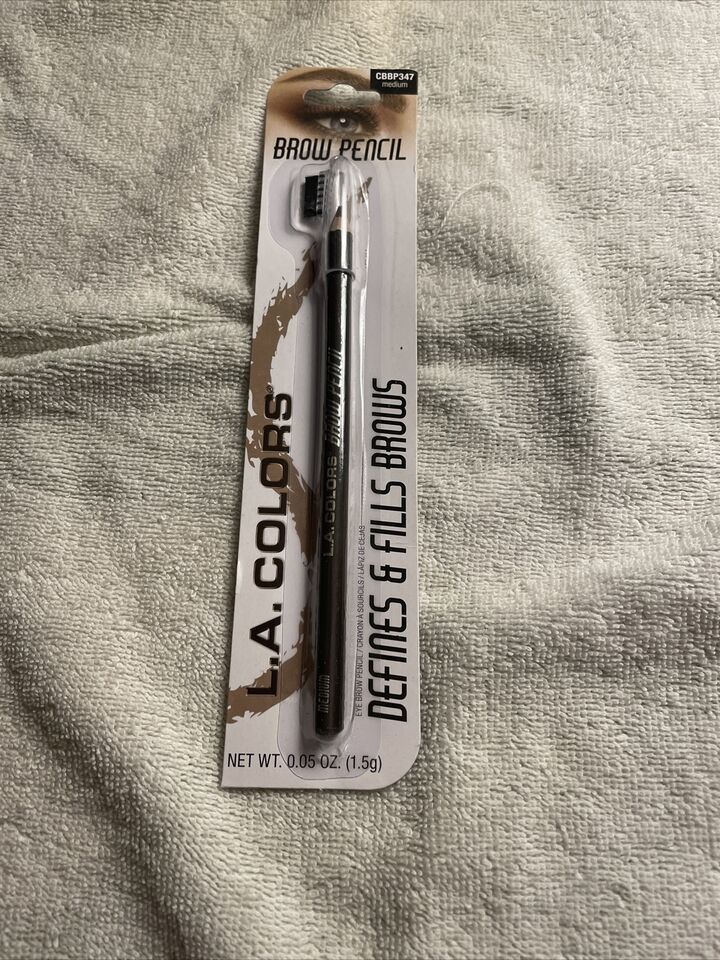 CBBP347
medium
BROW PENCIL
L.A. COLORS®
L.A. COLORS BROW PENCIL
MEDIUM
EYE BROW PENCIL / CRAYON À SOURCILS / LÁPIZ DE CEJAS
DEFINES & FILLS BROWS
NET WT. 0.05 OZ. (1.5g)